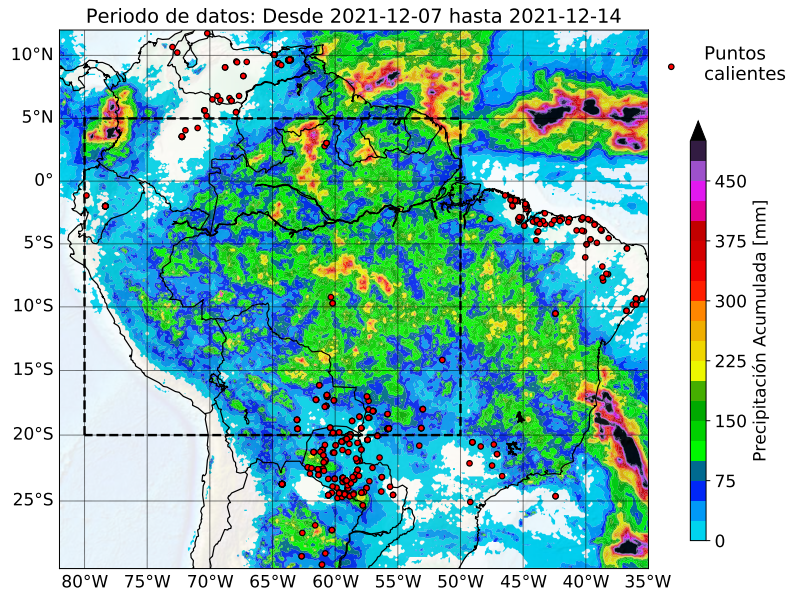 Periodo de datos: Desde 2021-12-07 hasta 2021-12-14
10°N
5°N
0°
5°S
10°S
15°S
20°S
25°S
80°W 75°W 70°W 65°W 60°W 55°W 50°W 45°W 40°W 35°W
Puntos
calientes
450
375
300
225
150
75
0
Precipitación Acumulada [mm]